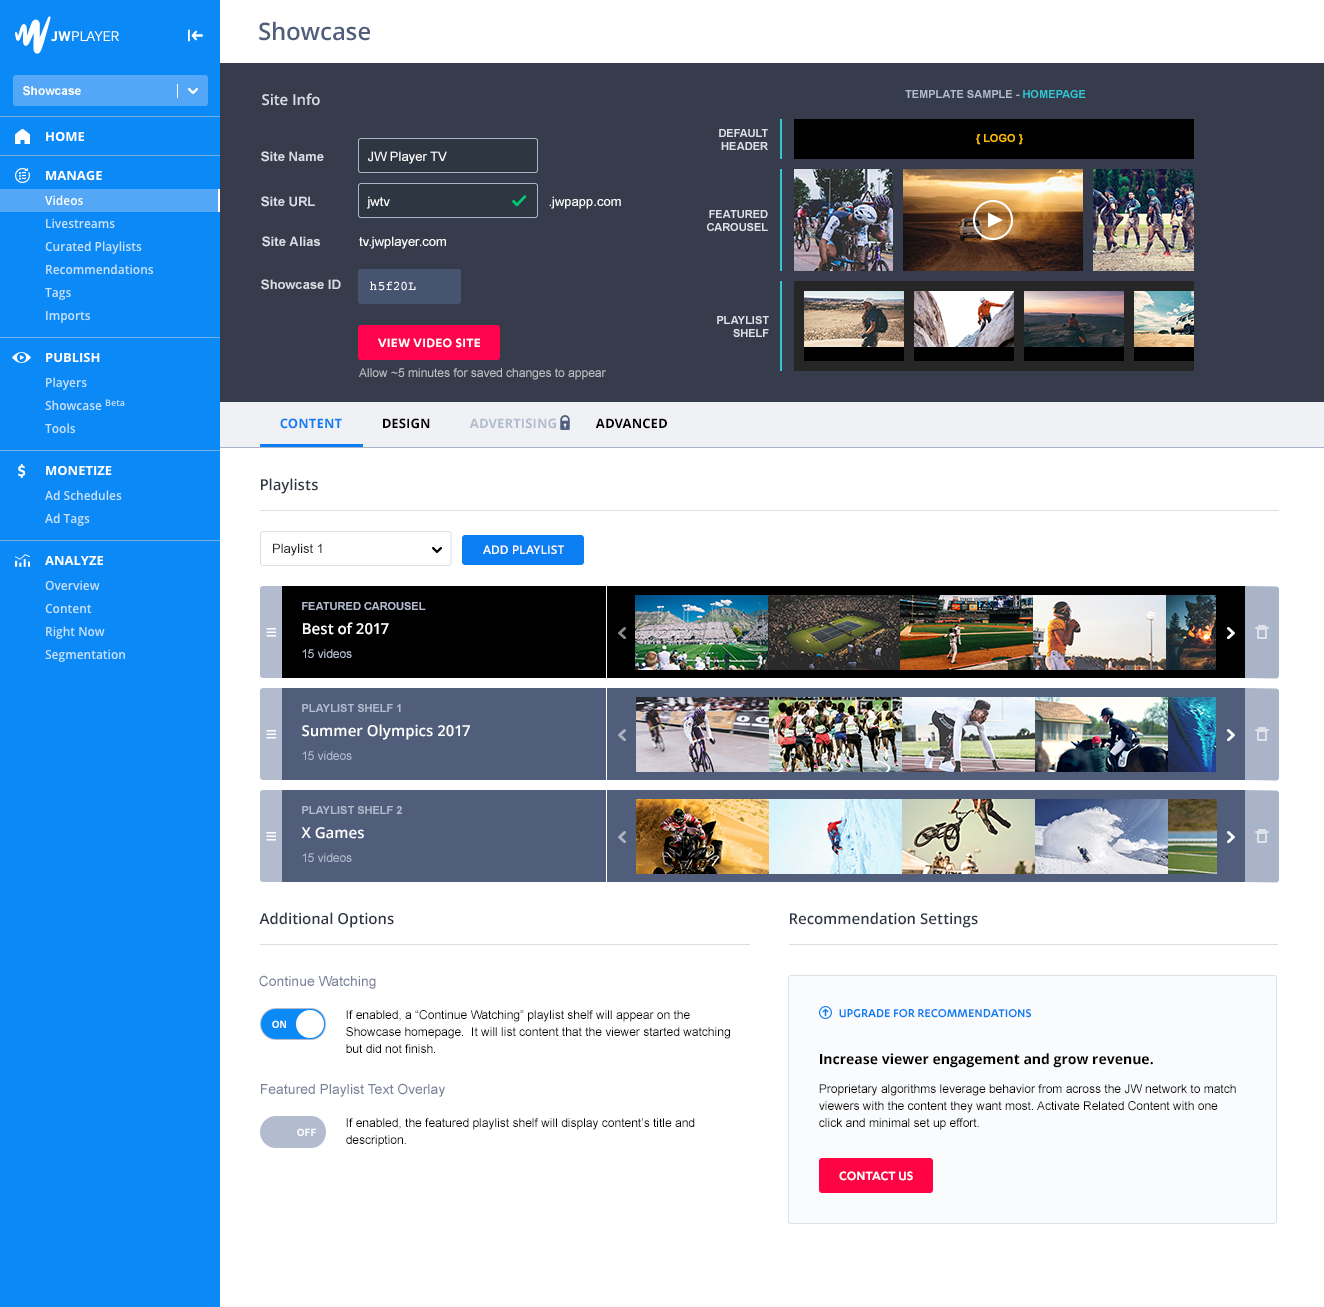 JWPLAYER
Showcase
HOME
MANAGE
Videos
Livestreams
Curated Playlists
Recommendations
Tags
Imports
PUBLISH
Players
Showcase Beta
Tools
MONETIZE
Ad Schedules
Ad Tags
ANALYZE
Overview
Content
Right Now
Segmentation
Showcase
Site Info
Site Name
JW Player TV
Site URL
jwtv
.jwpapp.com
Site Alias
tv.jwplayer.com
Showcase ID
h5f20L
VIEW VIDEO SITE
Allow ~5 minutes for saved changes to appear
TEMPLATE SAMPLE - HOMEPAGE
DEFAULT
HEADER
{ LOGO }
FEATURED
CAROUSEL
PLAYLIST
SHELF
CONTENT
DESIGN
ADVERTISING
ADVANCED
Playlists
Playlist 1
ADD PLAYLIST
FEATURED CAROUSEL
Best of 2017
15 videos
PLAYLIST SHELF 1
Summer Olympics 2017
15 videos
PLAYLIST SHELF 2
X Games
15 videos
Additional Options
Continue Watching
ON
If enabled, a “Continue Watching” playlist shelf will appear on the
Showcase homepage.  It will list content that the viewer started watching
but did not finish.
Featured Playlist Text Overlay
OFF
If enabled, the featured playlist shelf will display content’s title and
description.
Recommendation Settings
UPGRADE FOR RECOMMENDATIONS
Increase viewer engagement and grow revenue.
Proprietary algorithms leverage behavior from across the JW network to match
viewers with the content they want most. Activate Related Content with one
click and minimal set up effort.
CONTACT US